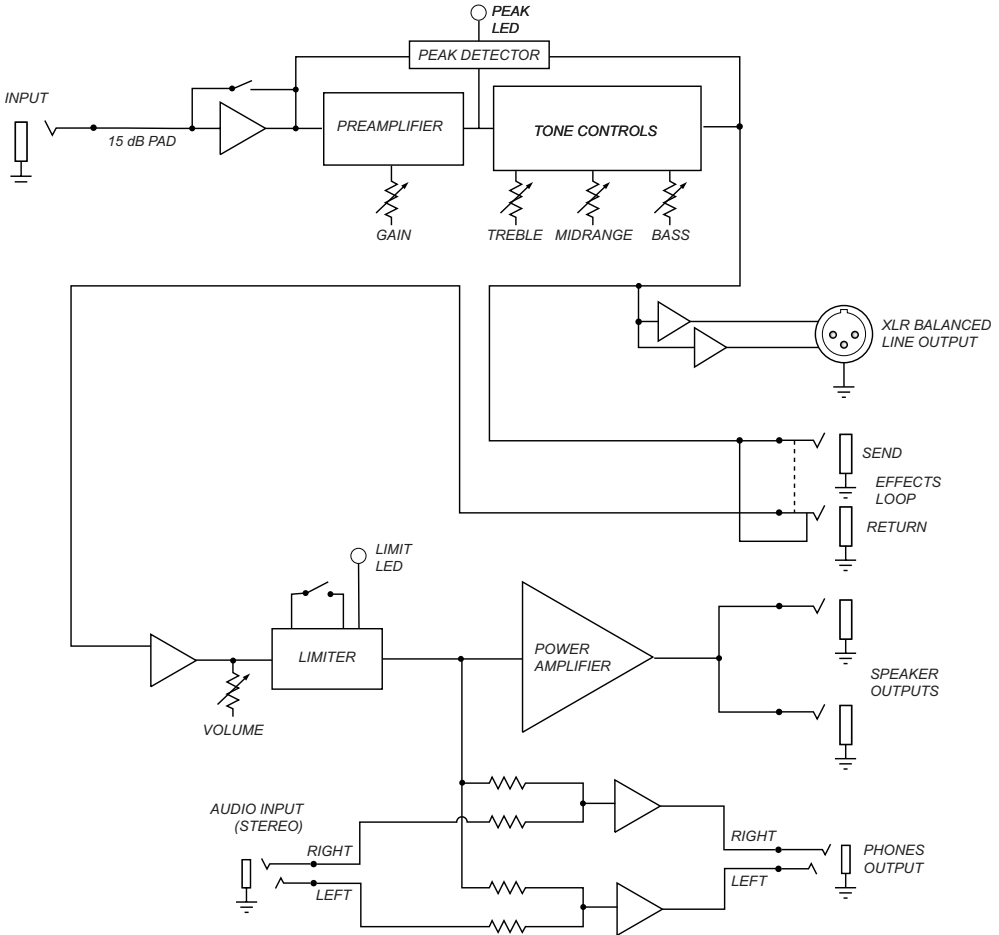 PEAK
LED
PEAK DETECTOR
INPUT
15 dB PAD
PREAMPLIFIER
TONE CONTROLS
GAIN
TREBLE
MIDRANGE
BASS
XLR BALANCED
LINE OUTPUT
SEND
EFFECTS
LOOP
RETURN
LIMIT
LED
LIMITER
VOLUME
POWER
AMPLIFIER
SPEAKER
OUTPUTS
AUDIO INPUT
(STEREO)
RIGHT
LEFT
RIGHT
LEFT
PHONES
OUTPUT